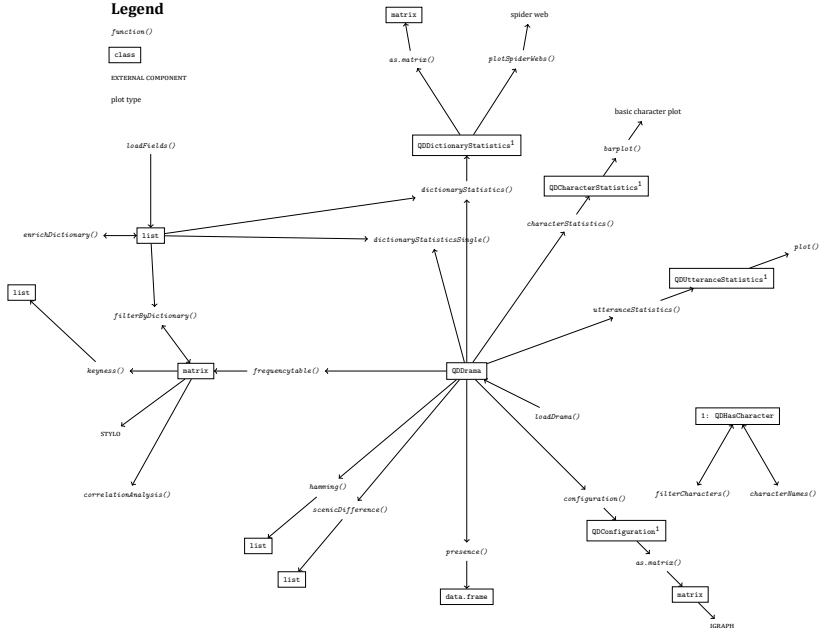 Legend
function()
class
EXTERNAL COMPONENT
plot type
matrix
spider web
as.matrix()
plotSpiderWebs()
basic character plot
loadFields()
QDDictionaryStatistics¹
barplot()
dictionaryStatistics()
QDCharacterStatistics¹
characterStatistics()
enrichDictionary()
list
dictionaryStatisticsSingle()
plot()
QDUtteranceStatistics¹
list
filterByDictionary()
utteranceStatistics()
keyness()
matrix
frequencytable()
QDDrama
loadDrama()
1: QDHasCharacter
STYLO
correlationAnalysis()
hamming()
configuration()
filterCharacters()
characterNames()
scenicDifference()
QDConfiguration¹
list
presence()
as.matrix()
list
data.frame
matrix
IGRAPH